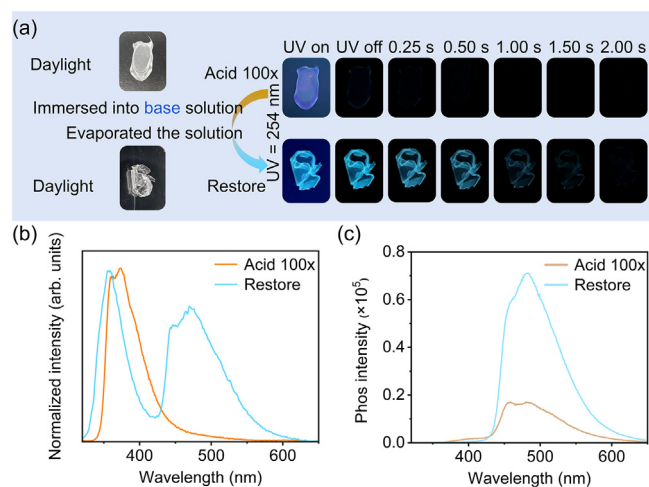 (a)
UV on UV off 0.25 s 0.50 s 1.00 s 1.50 s 2.00 s
Daylight
Acid 100x
Immersed into base solution
Evaporated the solution
UV = 254 nm
Daylight
Restore
(b)
Acid 100x
Restore
Normalized intensity (arb. units)
400 500 600
Wavelength (nm)
(c)
Acid 100x
Restore
Phos intensity (×10⁵)
0.8
0.6
0.4
0.2
0.0
400 500 600
Wavelength (nm)